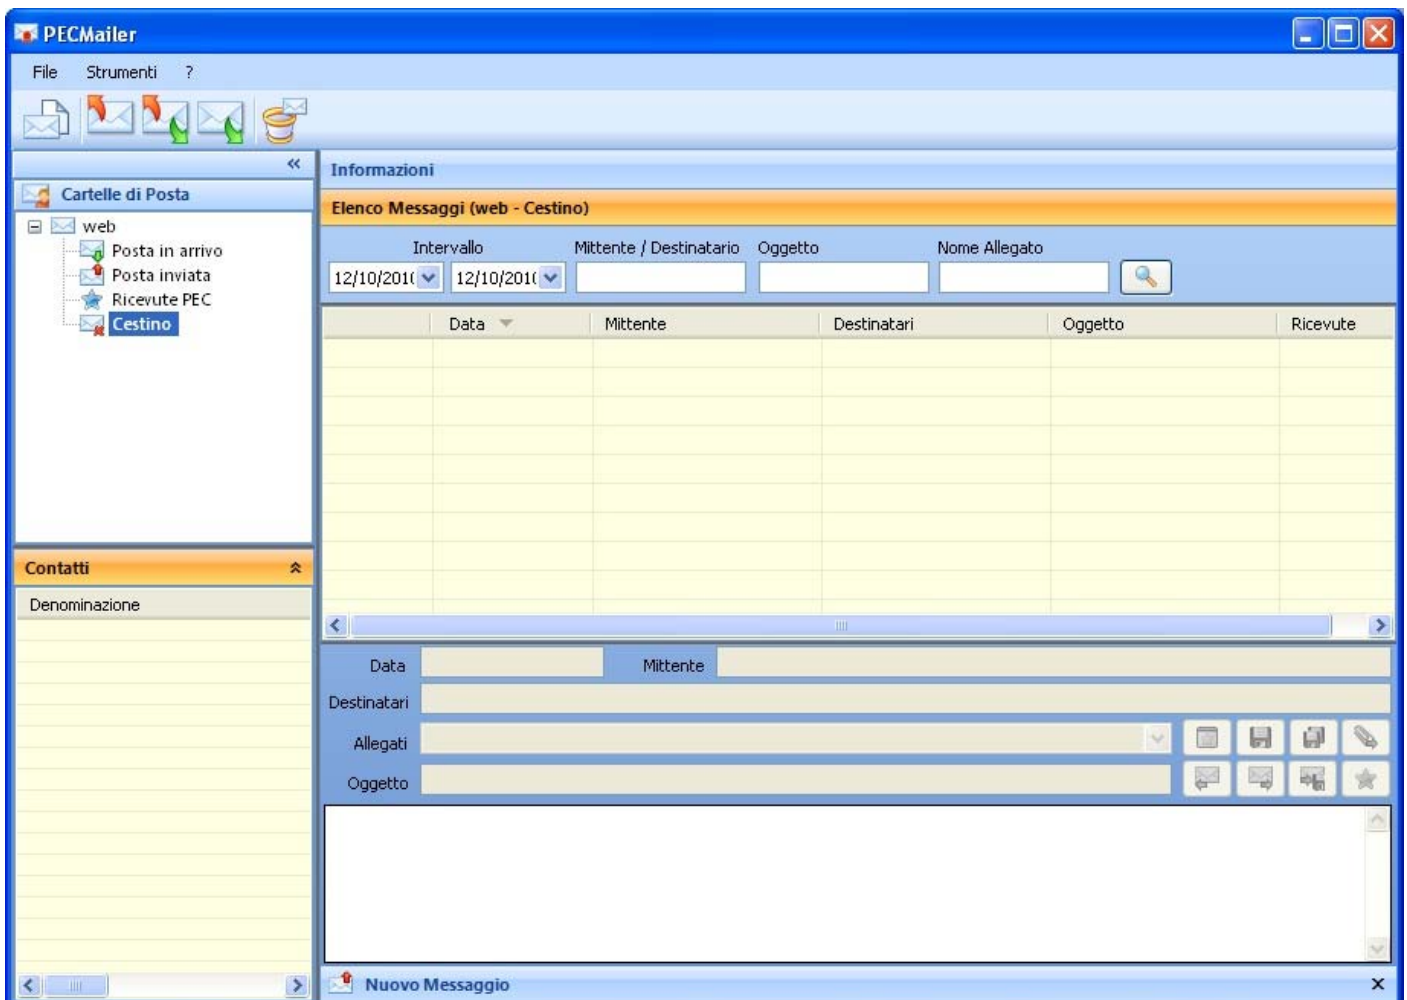 PECMailer
File Strumenti ?
Informazioni
Cartelle di Posta
Elenco Messaggi (web - Cestino)
web
Posta in arrivo
Posta inviata
Ricevute PEC
Cestino
Intervallo Mittente / Destinatario Oggetto Nome Allegato
Data Mittente Destinatari Oggetto Ricevute
Contatti
Denominazione
Data Mittente
Destinatari
Allegati
Oggetto
Nuovo Messaggio